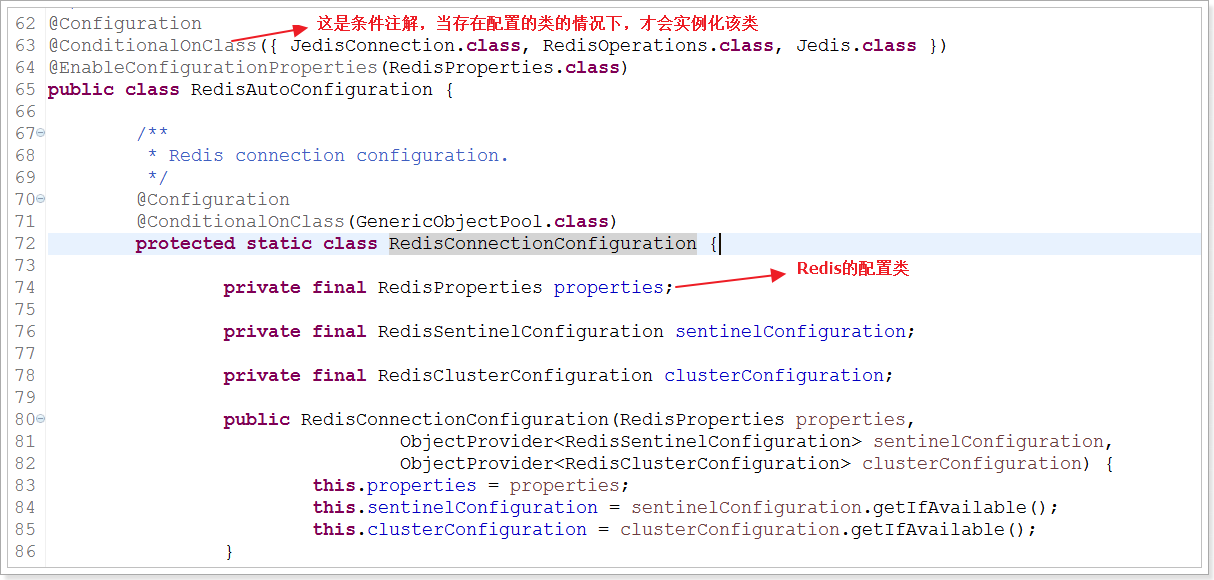 62 @Configuration 这是条件注解，当存在配置的类的情况下，才会实例化该类
63 @ConditionalOnClass({ JedisConnection.class, RedisOperations.class, Jedis.class })
64 @EnableConfigurationProperties(RedisProperties.class)
65 public class RedisAutoConfiguration {
66
67 /**
68 * Redis connection configuration.
69 */
70 @Configuration
71 @ConditionalOnClass(GenericObjectPool.class)
72 protected static class RedisConnectionConfiguration {
73 Redis的配置类
74 private final RedisProperties properties;
75
76 private final RedisSentinelConfiguration sentinelConfiguration;
77
78 private final RedisClusterConfiguration clusterConfiguration;
79
80 public RedisConnectionConfiguration(RedisProperties properties,
81 ObjectProvider<RedisSentinelConfiguration> sentinelConfiguration,
82 ObjectProvider<RedisClusterConfiguration> clusterConfiguration) {
83 this.properties = properties;
84 this.sentinelConfiguration = sentinelConfiguration.getIfAvailable();
85 this.clusterConfiguration = clusterConfiguration.getIfAvailable();
86 }